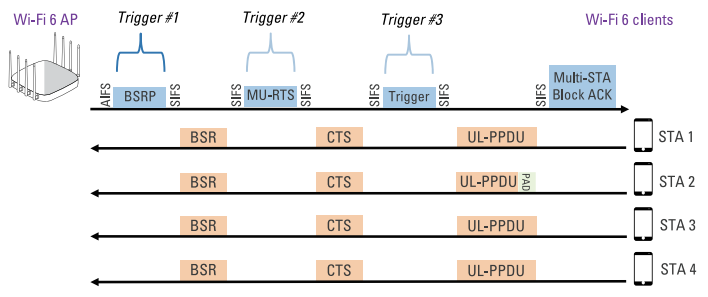 Wi-Fi 6 AP
Trigger #1
Trigger #2
Trigger #3
Wi-Fi 6 clients
AIFS
BSRP
SIFS
SIFS
MU-RTS
SIFS
SIFS
Trigger
SIFS
SIFS
Multi-STA
Block ACK
BSR
CTS
UL-PPDU
STA 1
BSR
CTS
UL-PPDU
PAD
STA 2
BSR
CTS
UL-PPDU
STA 3
BSR
CTS
UL-PPDU
STA 4